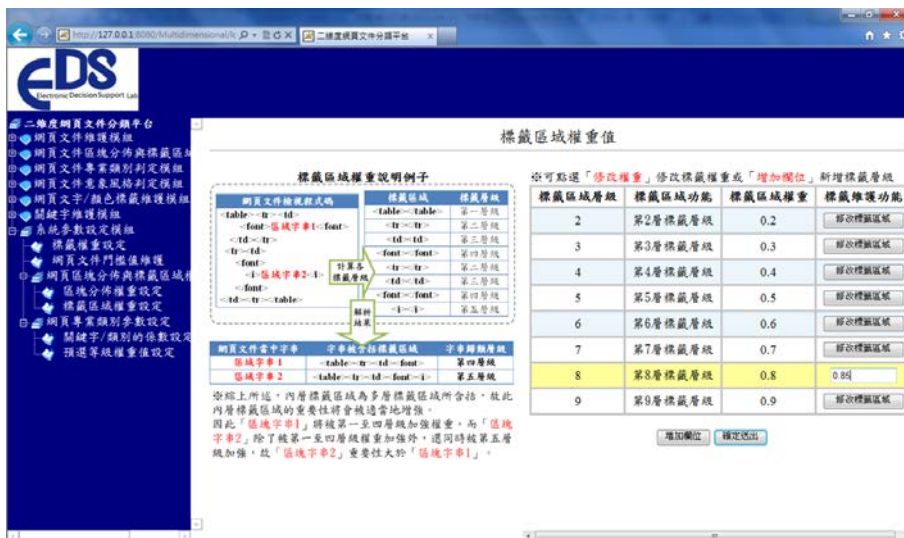 http://127.0.0.1:8080/Multidimensional/k
二維度網頁文件分類平台
EDS
Electronic Decision Support Lab
二維度網頁文件分類平台
網頁文件維護模組
網頁文件區塊分佈與標籤區域
網頁文件專業類別判定模組
網頁文件意象風格判定模組
網頁文字/顏色標籤維護模組
關鍵字維護模組
系統參數設定模組
標籤權重設定
網頁文件門檻值維護
網頁區塊分佈與標籤區域權
區塊分佈權重設定
標籤區域權重設定
網頁專業類別參數設定
關鍵字/類別的係數設定
預選等級權重值設定
標籤區域權重值
標籤區域權重說明例子
網頁文件檢視程式碼
<table><tr><td>
<font>區域字串1<font>
</td></tr>
<tr><td>
<font>
<i>區域字串2<i>
</font>
<td><tr></table>
計算各
標籤層級
標籤區域 標籤層級
<table><table> 第一層級
<tr><tr> 第二層級
<td><td> 第三層級
<font><font> 第四層級
<tr><tr> 第二層級
<td><td> 第三層級
<font><font> 第四層級
<i><i> 第五層級
解析
結果
網頁文件當中字串 字串被含括標籤區域 字串歸類層級
區域字串 1 <table><tr><td><font> 第四層級
區域字串 2 <table><tr><td><font><i> 第五層級
※綜上所述,內層標籤區域為多層標籤區域所含括,故此
內層標籤區域的重要性將會被適當地增強。
因此「區塊字串1」將被第一至四層級加強權重,而「區塊
字串2」除了被第一至四層級權重加強外,還同時被第五層
級加強,故「區塊字串2」重要性大於「區塊字串1」。
※可點選「修改權重」修改標籤權重或「增加欄位」新增標籤層級
標籤區域層級 標籤區域功能 標籤區域權重 標籤維護功能
2 第2層標籤層級 0.2 修改標籤區域
3 第3層標籤層級 0.3 修改標籤區域
4 第4層標籤層級 0.4 修改標籤區域
5 第5層標籤層級 0.5 修改標籤區域
6 第6層標籤層級 0.6 修改標籤區域
7 第7層標籤層級 0.7 修改標籤區域
8 第8層標籤層級 0.8 0.85
9 第9層標籤層級 0.9 修改標籤區域
增加欄位 確定送出